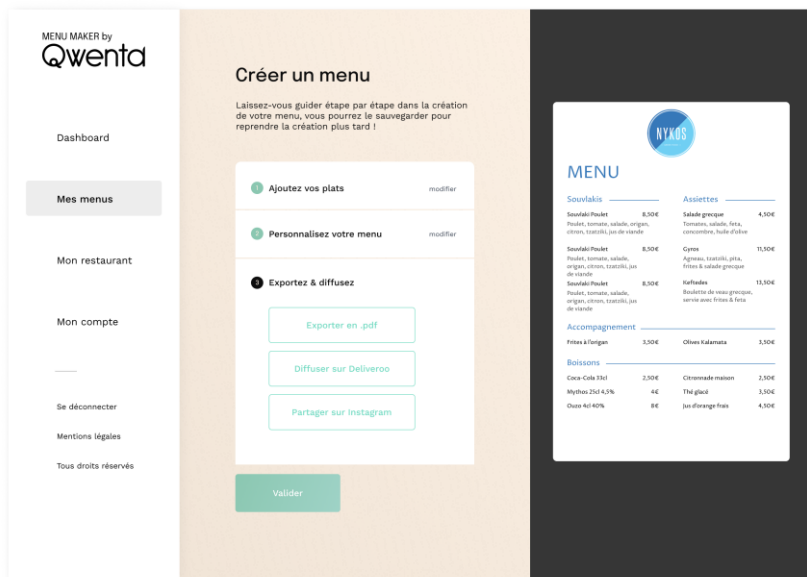 MENU MAKER by
Qwenta
Dashboard
Mes menus
Mon restaurant
Mon compte
Se déconnecter
Mentions légales
Tous droits réservés
Créer un menu
Laissez-vous guider étape par étape dans la création
de votre menu, vous pourrez le sauvegarder pour
reprendre la création plus tard !
1 Ajoutez vos plats modifier
2 Personnalisez votre menu modifier
3 Exportez & diffusez
Exporter en .pdf
Diffuser sur Deliveroo
Partager sur Instagram
Valider
NYKOS
MENU
Souvlakis
Souvlaki Poulet 8,50€
Poulet, tomate, salade, origan,
citron, tzatziki, jus de viande
Souvlaki Poulet 8,50€
Poulet, tomate, salade,
origan, citron, tzatziki, jus
de viande
Souvlaki Poulet 8,50€
Poulet, tomate, salade,
origan, citron, tzatziki, jus
de viande
Assiettes
Salade grecque 4,50€
Tomates, salade, feta,
concombre, huile d'olive
Gyros 11,50€
Agneau, tzatziki, pita,
frites & salade grecque
Keftedes 13,50€
Boulette de veau grecque,
servie avec frites & feta
Accompagnement
Frites à l'origan 3,50€
Olives Kalamata 3,50€
Boissons
Coca-Cola 33cl 2,50€
Citronnade maison 2,50€
Mythos 25cl 4,5% 4€
Thé glacé 3,50€
Ouzo 4cl 40% 8€
Jus d'orange frais 4,50€